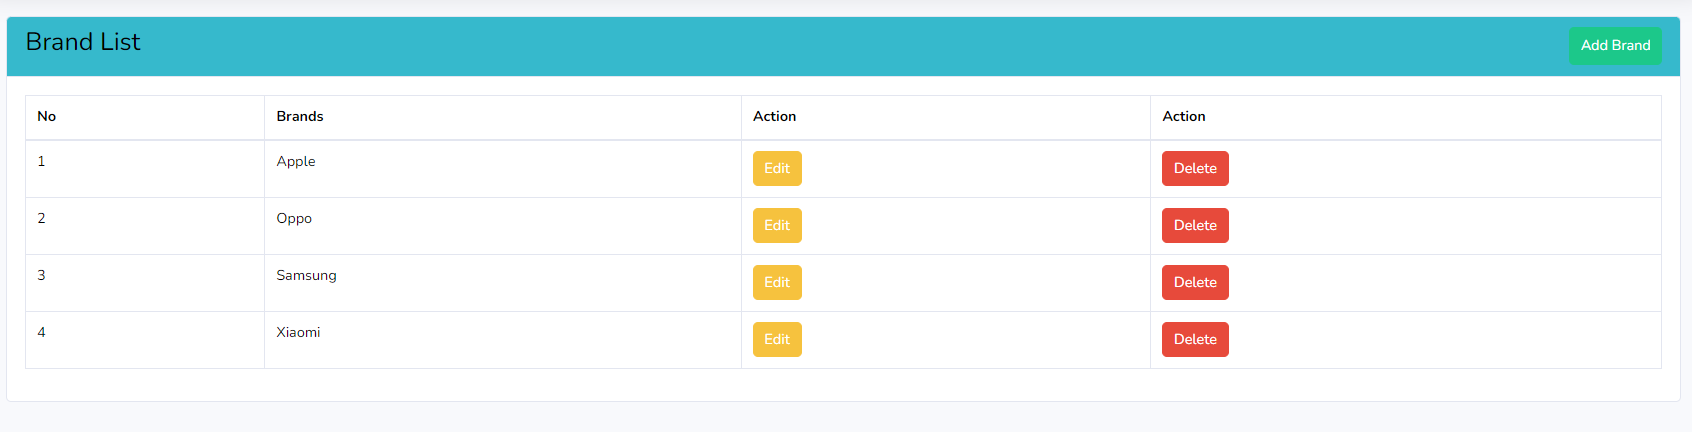 Brand List Add Brand
No Brands Action Action
1 Apple Edit Delete
2 Oppo Edit Delete
3 Samsung Edit Delete
4 Xiaomi Edit Delete